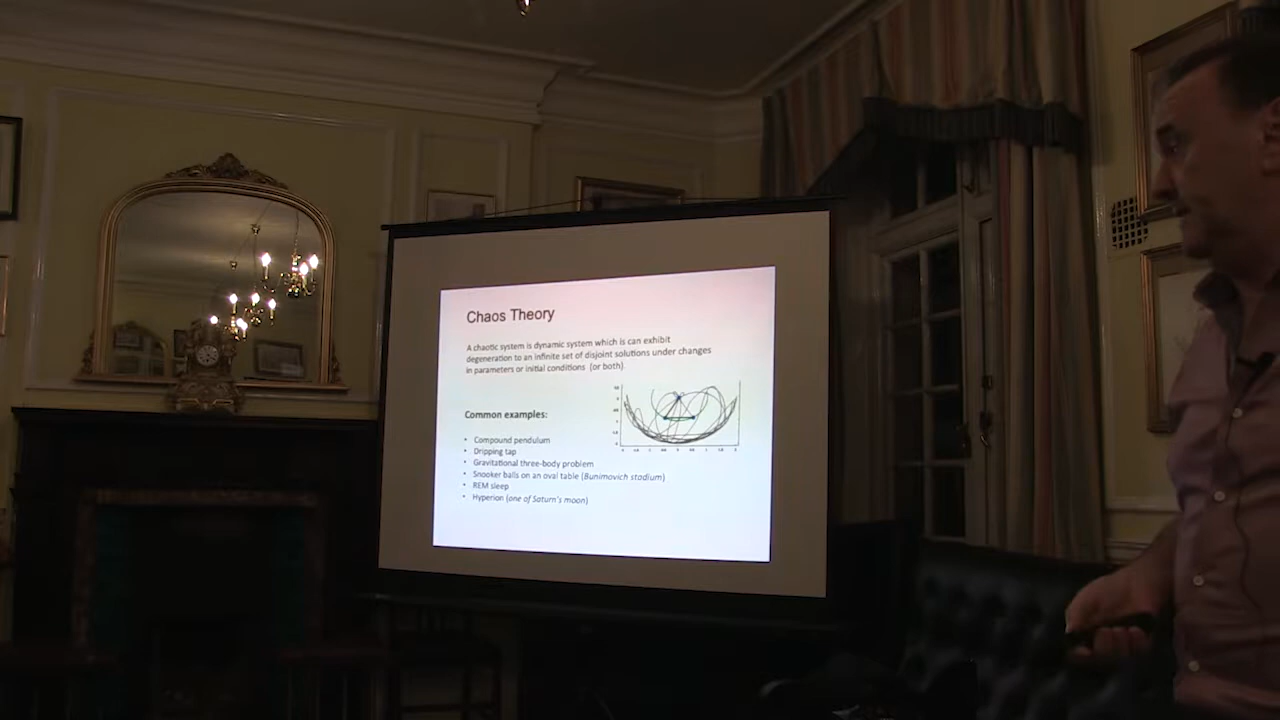 Chaos Theory
A chaotic system is dynamic system which is can exhibit
degeneration to an infinite set of disjoint solutions under changes
in parameters or initial conditions (or both).
Common examples:
• Compound pendulum
• Dripping tap
• Gravitational three-body problem
• Snooker balls on an oval table (Bunimovich stadium)
• REM sleep
• Hyperion (one of Saturn's moon)